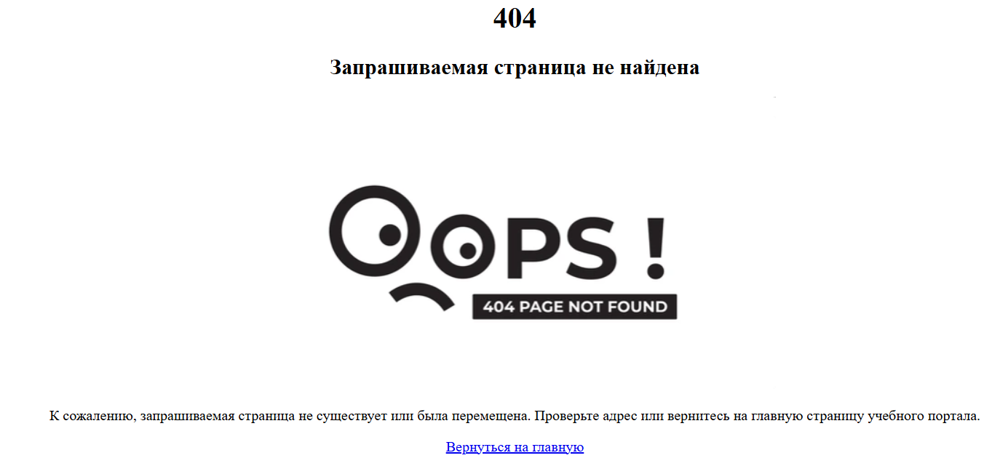 404
Запрашиваемая страница не найдена
OOPS !
404 PAGE NOT FOUND
К сожалению, запрашиваемая страница не существует или была перемещена. Проверьте адрес или вернитесь на главную страницу учебного портала.
Вернуться на главную